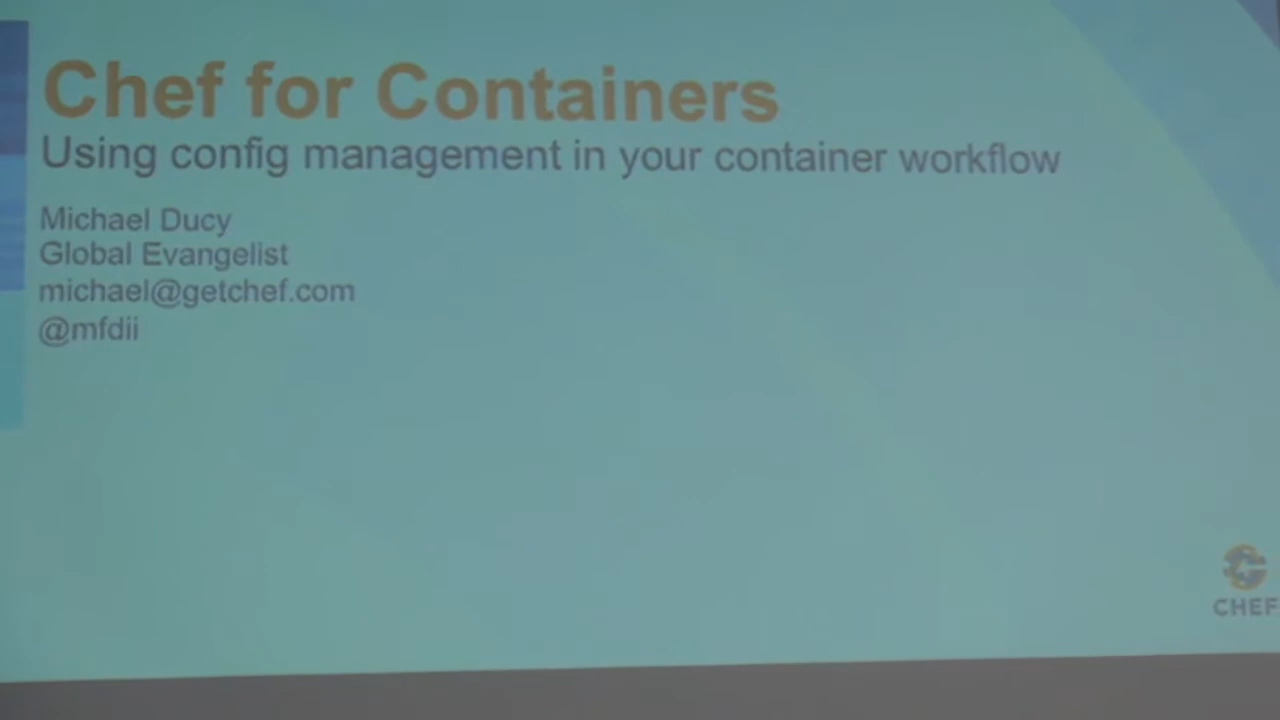 Chef for Containers
Using config management in your container workflow
Michael Ducy
Global Evangelist
michael@getchef.com
@mfdii
CHEF